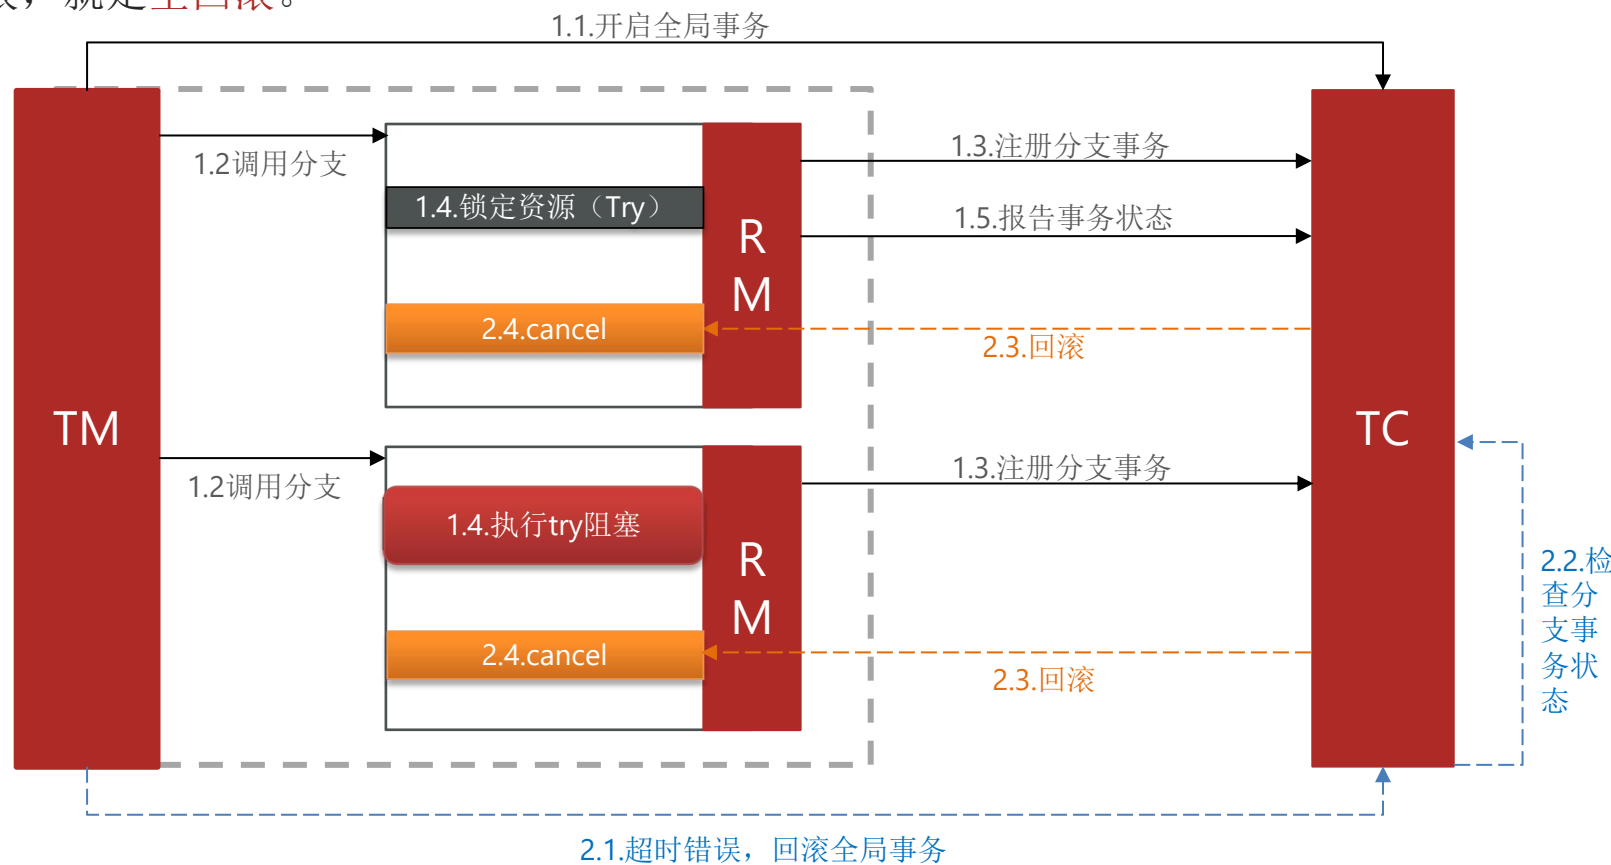 就是空回滚。
1.1.开启全局事务
1.2调用分支
1.3.注册分支事务
1.4.锁定资源（Try）
1.5.报告事务状态
R
M
2.4.cancel
2.3.回滚
TM
TC
1.2调用分支
1.3.注册分支事务
1.4.执行try阻塞
R
M
2.4.cancel
2.3.回滚
2.2.检
查分
支事
务状
态
2.1.超时错误，回滚全局事务